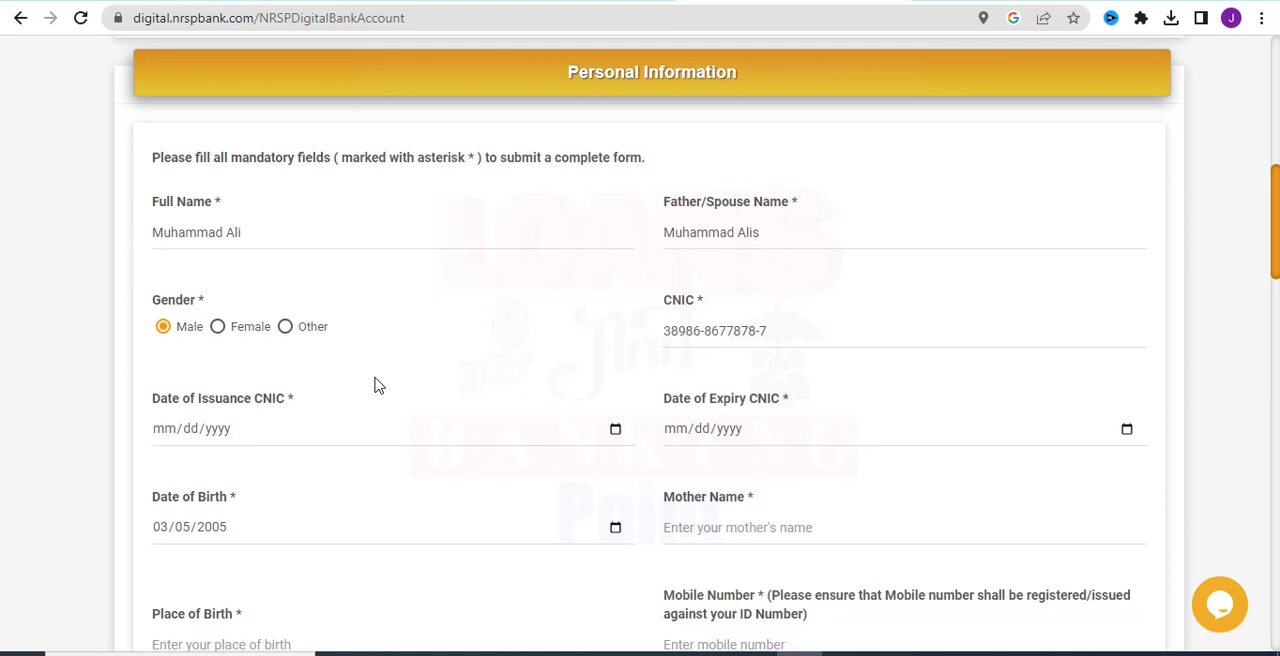 digital.nrspbank.com/NRSPDigitalBankAccount
J
Personal Information
Please fill all mandatory fields ( marked with asterisk * ) to submit a complete form.
Full Name *
Father/Spouse Name *
Muhammad Ali
Muhammad Alis
Gender *
CNIC *
Male Female Other
38986-8677878-7
Date of Issuance CNIC *
Date of Expiry CNIC *
mm/dd/yyyy
mm/dd/yyyy
Date of Birth *
Mother Name *
03/05/2005
Enter your mother's name
Place of Birth *
Mobile Number * (Please ensure that Mobile number shall be registered/issued
against your ID Number)
Enter your place of birth
Enter mobile number
LOANS
And
BANKING
Point